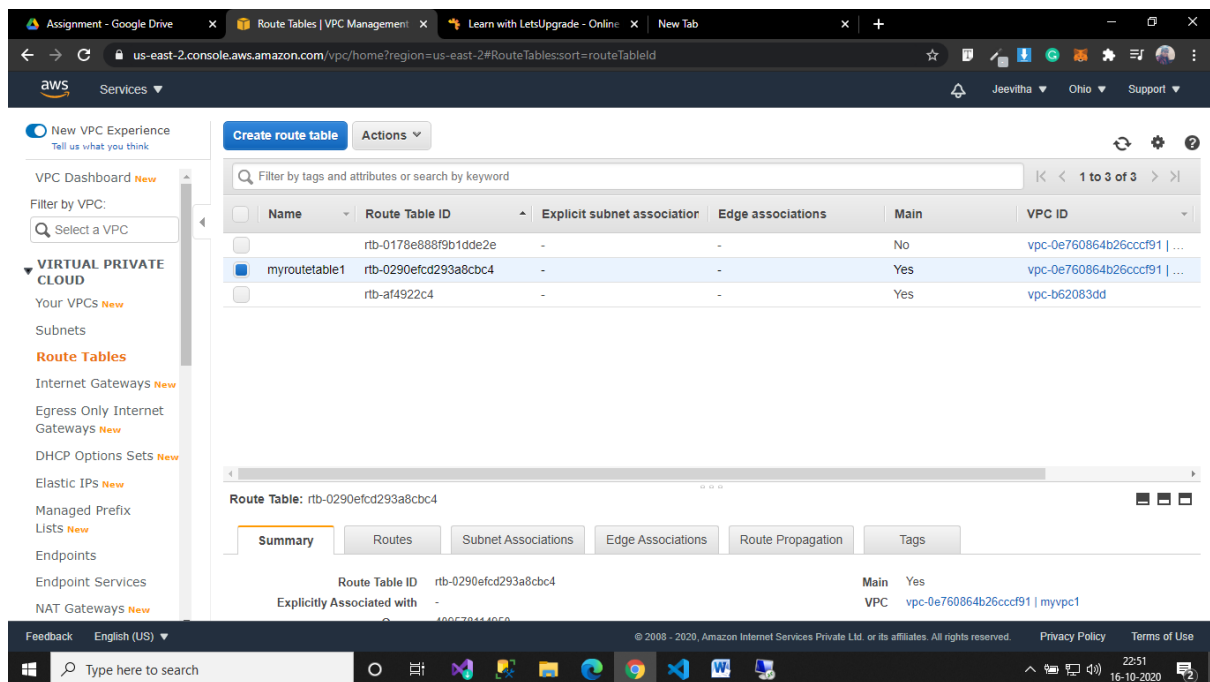 Assignment - Google Drive
Route Tables | VPC Management
Learn with LetsUpgrade - Online
New Tab
us-east-2.console.aws.amazon.com/vpc/home?region=us-east-2#RouteTables:sort=routeTableId
aws
Services
Jeevitha
Ohio
Support
New VPC Experience
Tell us what you think
VPC Dashboard New
Filter by VPC:
Select a VPC
VIRTUAL PRIVATE
CLOUD
Your VPCs New
Subnets
Route Tables
Internet Gateways New
Egress Only Internet
Gateways New
DHCP Options Sets New
Elastic IPs New
Managed Prefix
Lists New
Endpoints
Endpoint Services
NAT Gateways New
Create route table
Actions
Filter by tags and attributes or search by keyword
1 to 3 of 3
Name Route Table ID Explicit subnet association Edge associations Main VPC ID
rtb-0178e888f9b1dde2e - - No vpc-0e760864b26cccf91 | ...
myroutetable1 rtb-0290efcd293a8cbc4 - - Yes vpc-0e760864b26cccf91 | ...
rtb-af4922c4 - - Yes vpc-b62083dd
Route Table: rtb-0290efcd293a8cbc4
Summary Routes Subnet Associations Edge Associations Route Propagation Tags
Route Table ID rtb-0290efcd293a8cbc4 Main Yes
Explicitly Associated with - VPC vpc-0e760864b26cccf91 | myvpc1
Feedback
English (US)
© 2008 - 2020, Amazon Internet Services Private Ltd. or its affiliates. All rights reserved.
Privacy Policy
Terms of Use
Type here to search
22:51
16-10-2020
2